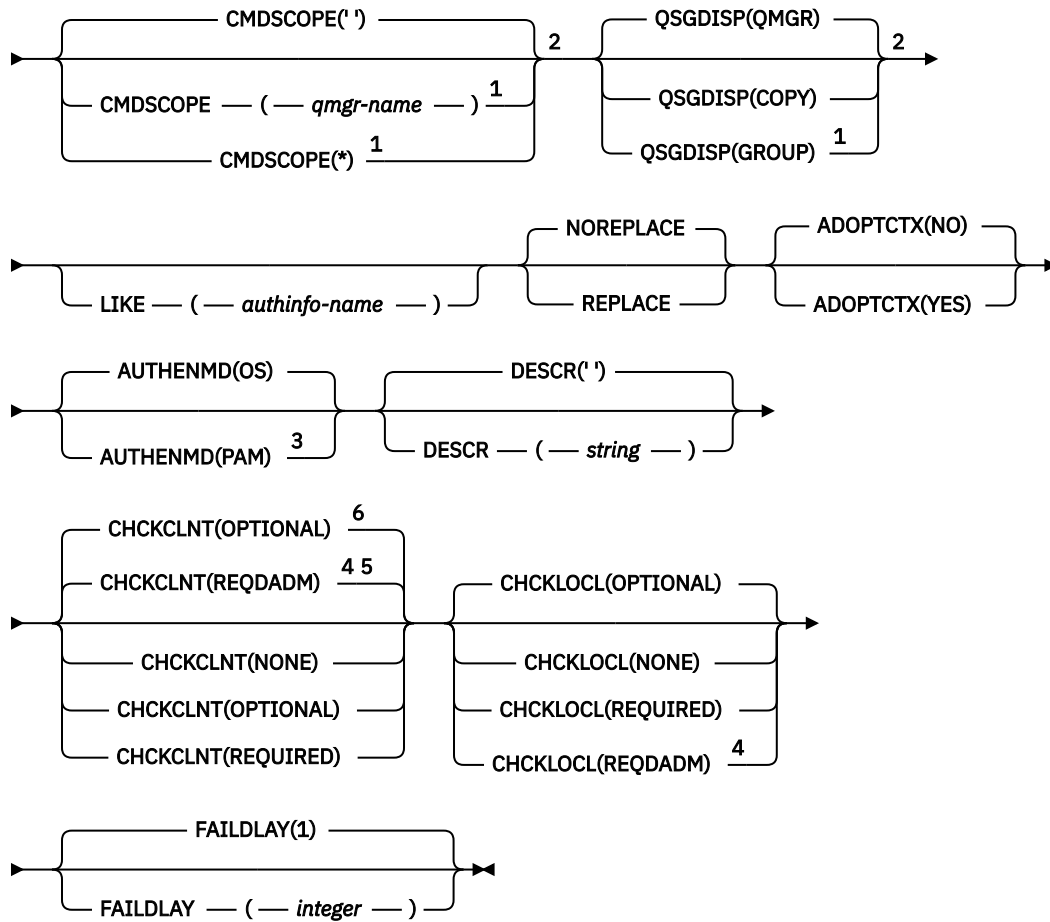 CMDSCOPE(' ') 2
CMDSCOPE ( qmgr-name ) 1
CMDSCOPE(*) 1
QSGDISP(QMGR) 2
QSGDISP(COPY)
QSGDISP(GROUP) 1
LIKE ( authinfo-name )
NOREPLACE
REPLACE
ADOPTCTX(NO)
ADOPTCTX(YES)
AUTHENMD(OS)
AUTHENMD(PAM) 3
DESCR(' ')
DESCR ( string )
CHCKCLNT(OPTIONAL) 6
CHCKCLNT(REQDADM) 4 5
CHCKCLNT(NONE)
CHCKCLNT(OPTIONAL)
CHCKCLNT(REQUIRED)
CHCKLOCL(OPTIONAL)
CHCKLOCL(NONE)
CHCKLOCL(REQUIRED)
CHCKLOCL(REQDADM) 4
FAILDLAY(1)
FAILDLAY ( integer )